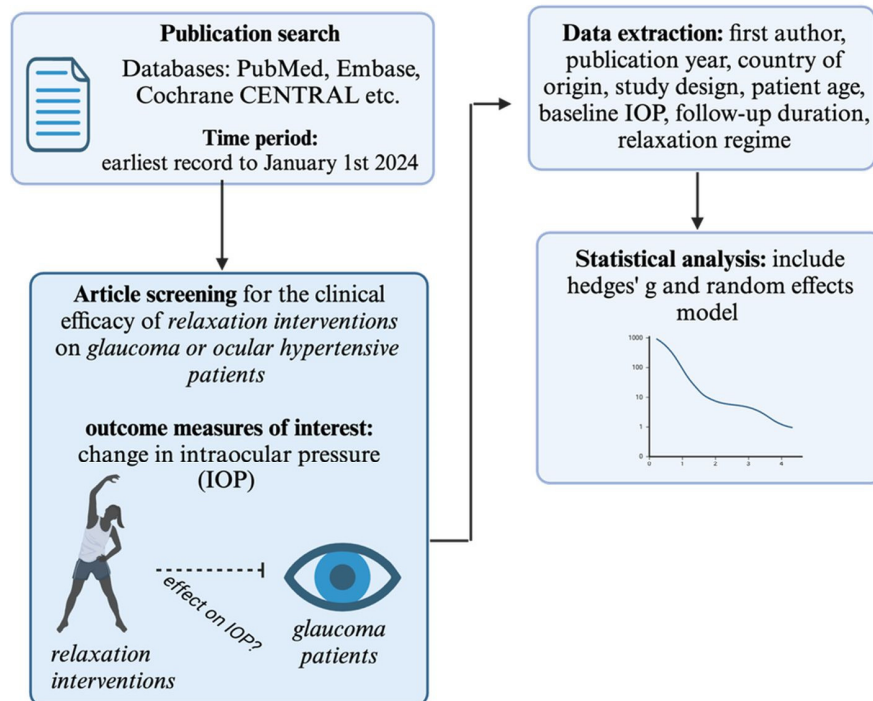 Publication search
Databases: PubMed, Embase,
Cochrane CENTRAL etc.
Time period:
earliest record to January 1st 2024
Article screening for the clinical
efficacy of relaxation interventions
on glaucoma or ocular hypertensive
patients
outcome measures of interest:
change in intraocular pressure
(IOP)
effect on IOP?
relaxation
interventions
glaucoma
patients
Data extraction: first author,
publication year, country of
origin, study design, patient age,
baseline IOP, follow-up duration,
relaxation regime
Statistical analysis: include
hedges' g and random effects
model
1000
100
10
1
0
0 1 2 3 4